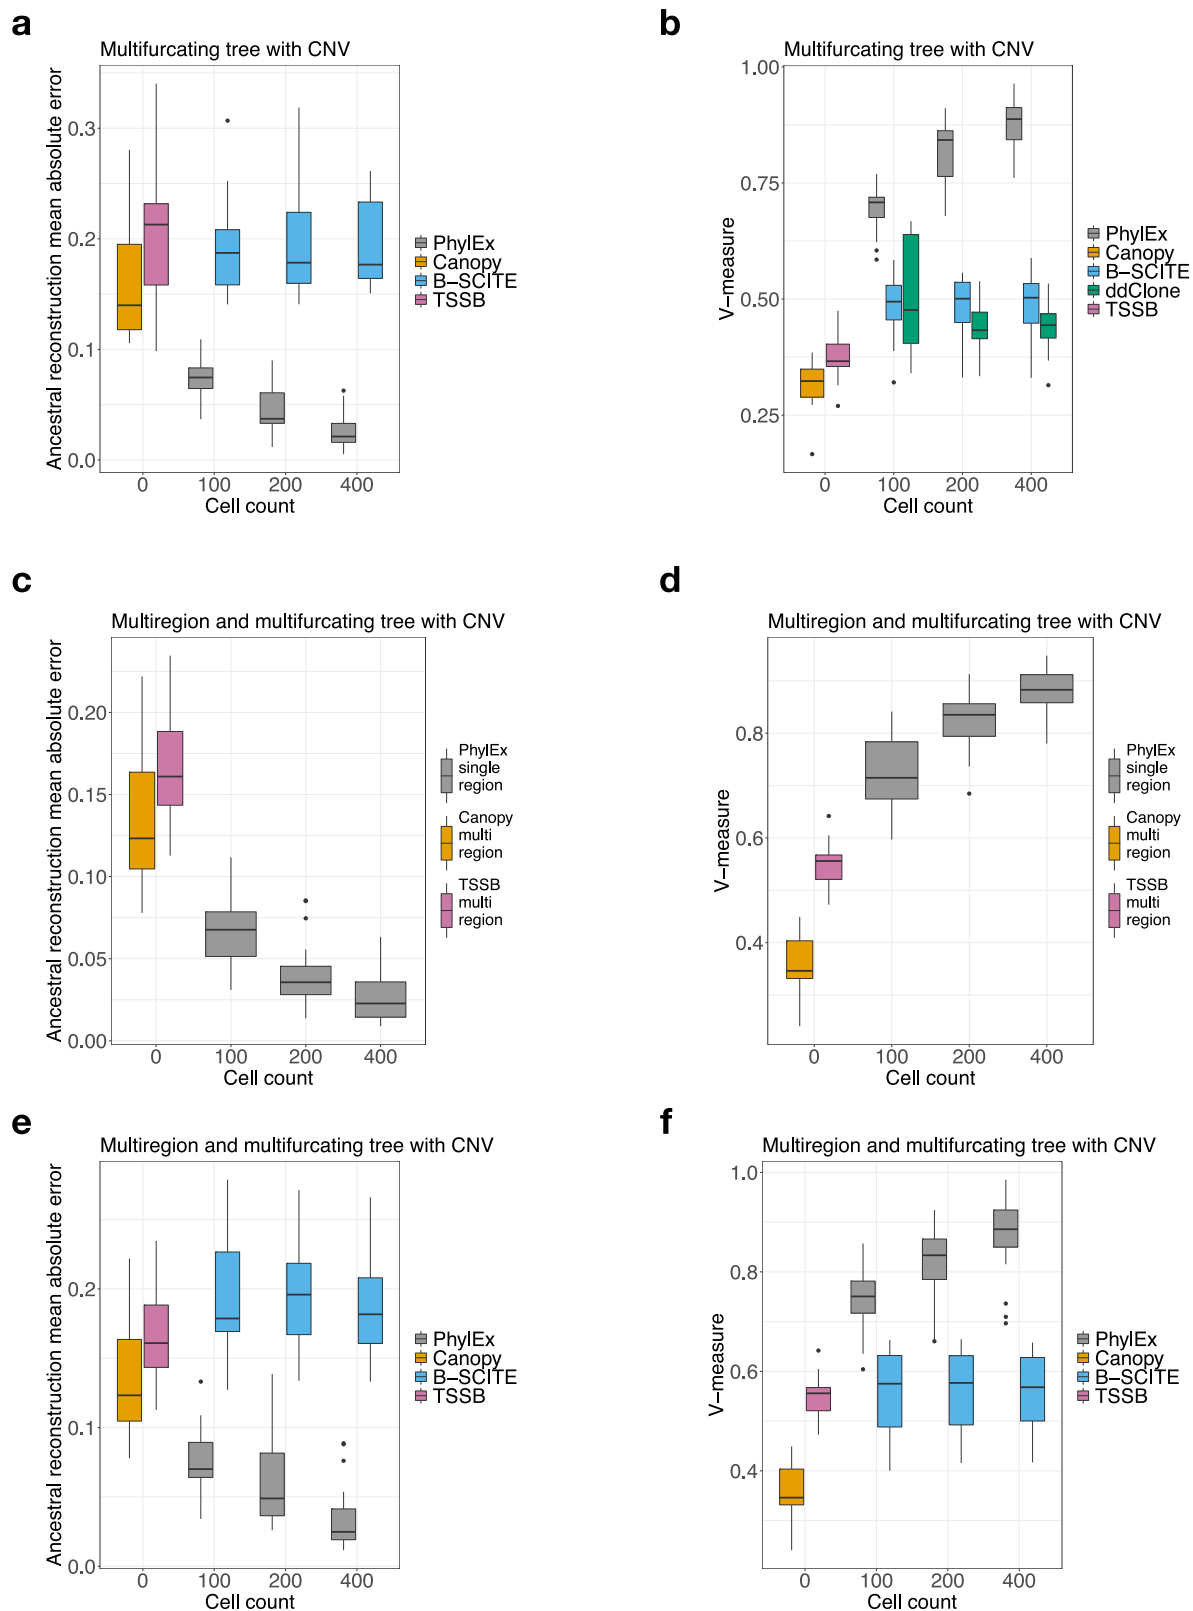 a
Multifurcating tree with CNV
Ancestral reconstruction mean absolute error
0.3
0.2
0.1
0.0
0
100
200
400
Cell count
PhylEx
Canopy
B−SCITE
TSSB
b
Multifurcating tree with CNV
V−measure
1.00
0.75
0.50
0.25
0
100
200
400
Cell count
PhylEx
Canopy
B−SCITE
ddClone
TSSB
c
Multiregion and multifurcating tree with CNV
Ancestral reconstruction mean absolute error
0.20
0.15
0.10
0.05
0.00
0
100
200
400
Cell count
PhylEx
single
region
Canopy
multi
region
TSSB
multi
region
d
Multiregion and multifurcating tree with CNV
V−measure
0.8
0.6
0.4
0
100
200
400
Cell count
PhylEx
single
region
Canopy
multi
region
TSSB
multi
region
e
Multiregion and multifurcating tree with CNV
Ancestral reconstruction mean absolute error
0.2
0.1
0.0
0
100
200
400
Cell count
PhylEx
Canopy
B−SCITE
TSSB
f
Multiregion and multifurcating tree with CNV
V−measure
1.0
0.8
0.6
0.4
0
100
200
400
Cell count
PhylEx
Canopy
B−SCITE
TSSB